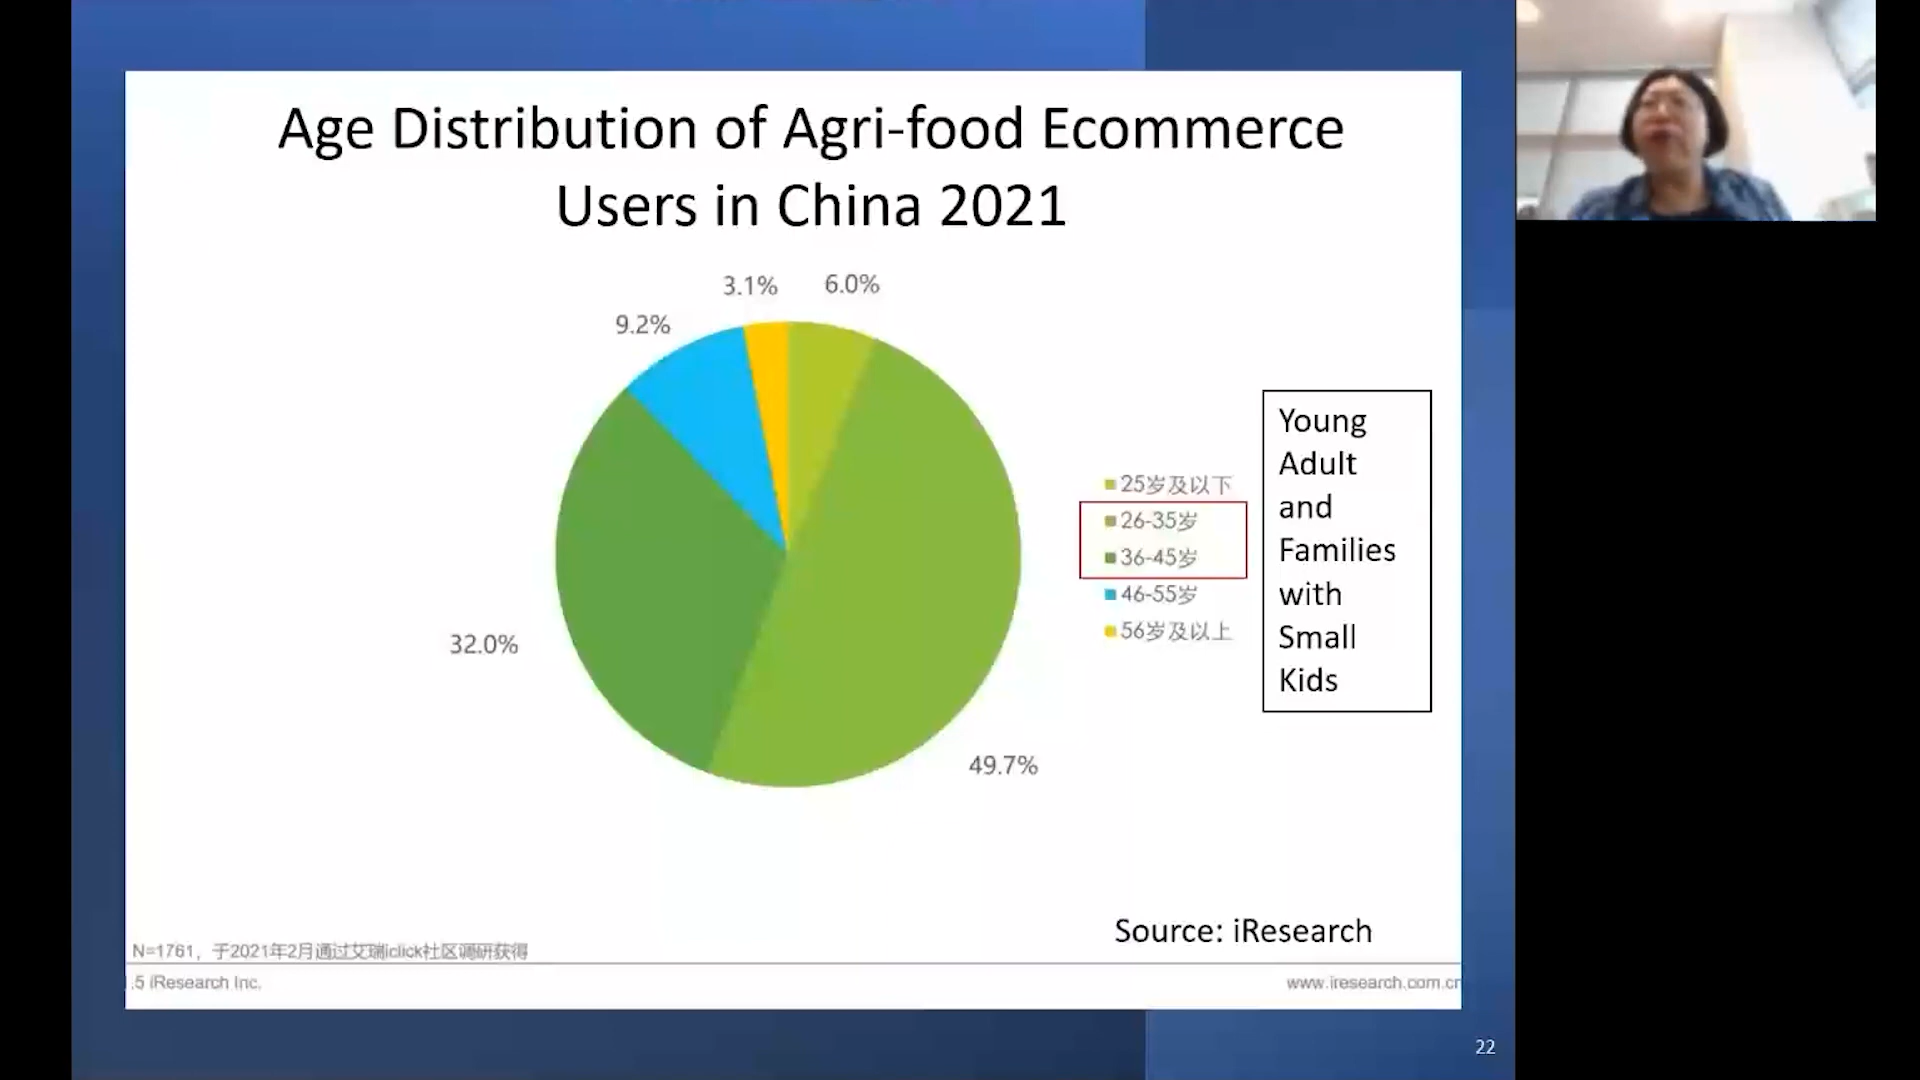 Age Distribution of Agri-food Ecommerce
Users in China 2021
3.1%
6.0%
9.2%
32.0%
49.7%
25岁及以下
26-35岁
36-45岁
46-55岁
56岁及以上
Young
Adult
and
Families
with
Small
Kids
Source: iResearch
N=1761，于2021年2月通过艾瑞iclick社区调研获得
.5 iResearch Inc.
www.iresearch.com.cn
22